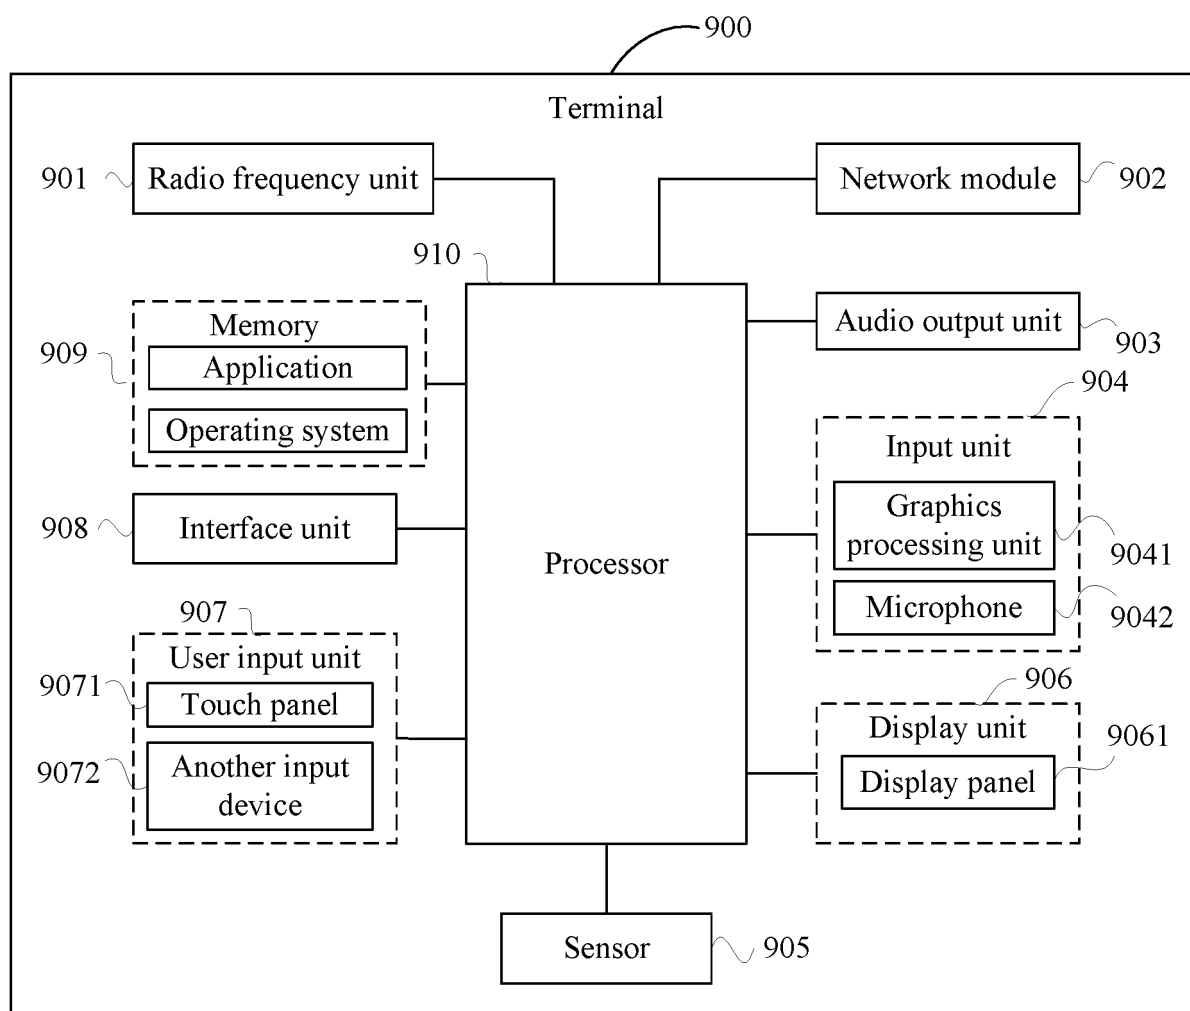 900
Terminal
901
Radio frequency unit
Network module
902
910
Memory
Application
Operating system
909
Audio output unit
903
904
Input unit
Graphics
processing unit
9041
Microphone
9042
908
Interface unit
Processor
907
User input unit
9071
Touch panel
9072
Another input
device
906
Display unit
9061
Display panel
Sensor
905